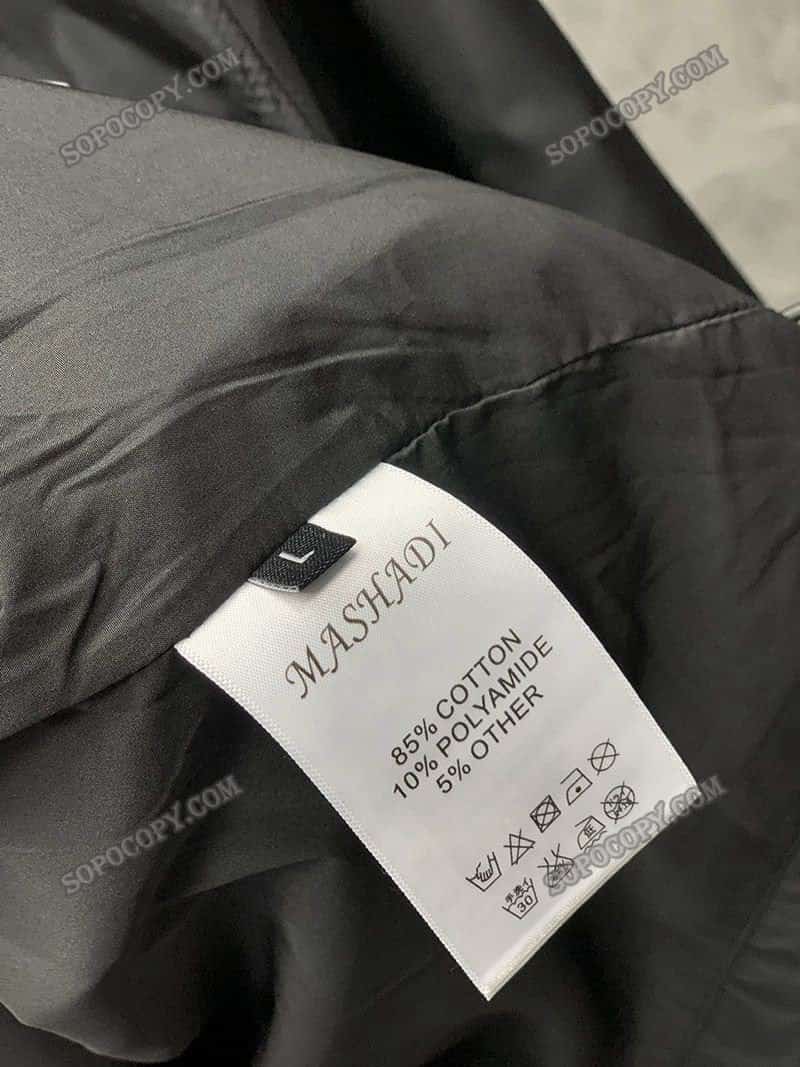 SOPOCOPY.COM
SOPOCOPY.COM
L
MASHADI
85% COTTON
10% POLYAMIDE
5% OTHER
30
SOPOCOPY.COM
SOPOCOPY.COM